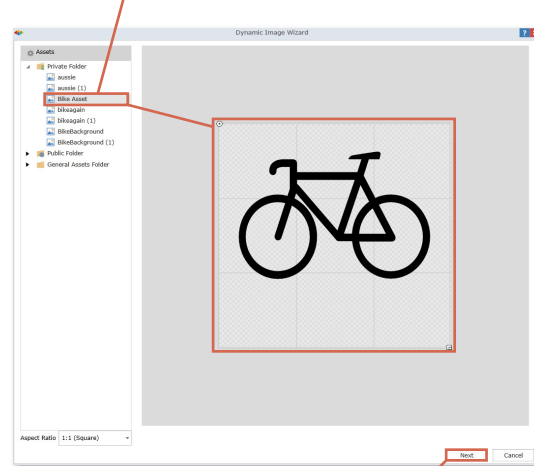 Dynamic Image Wizard
?
Assets
Private Folder
aussie
aussie (1)
Bike Asset
bikeagain
bikeagain (1)
BikeBackground
BikeBackground (1)
Public Folder
General Assets Folder
Aspect Ratio 1:1 (Square)
Next Cancel